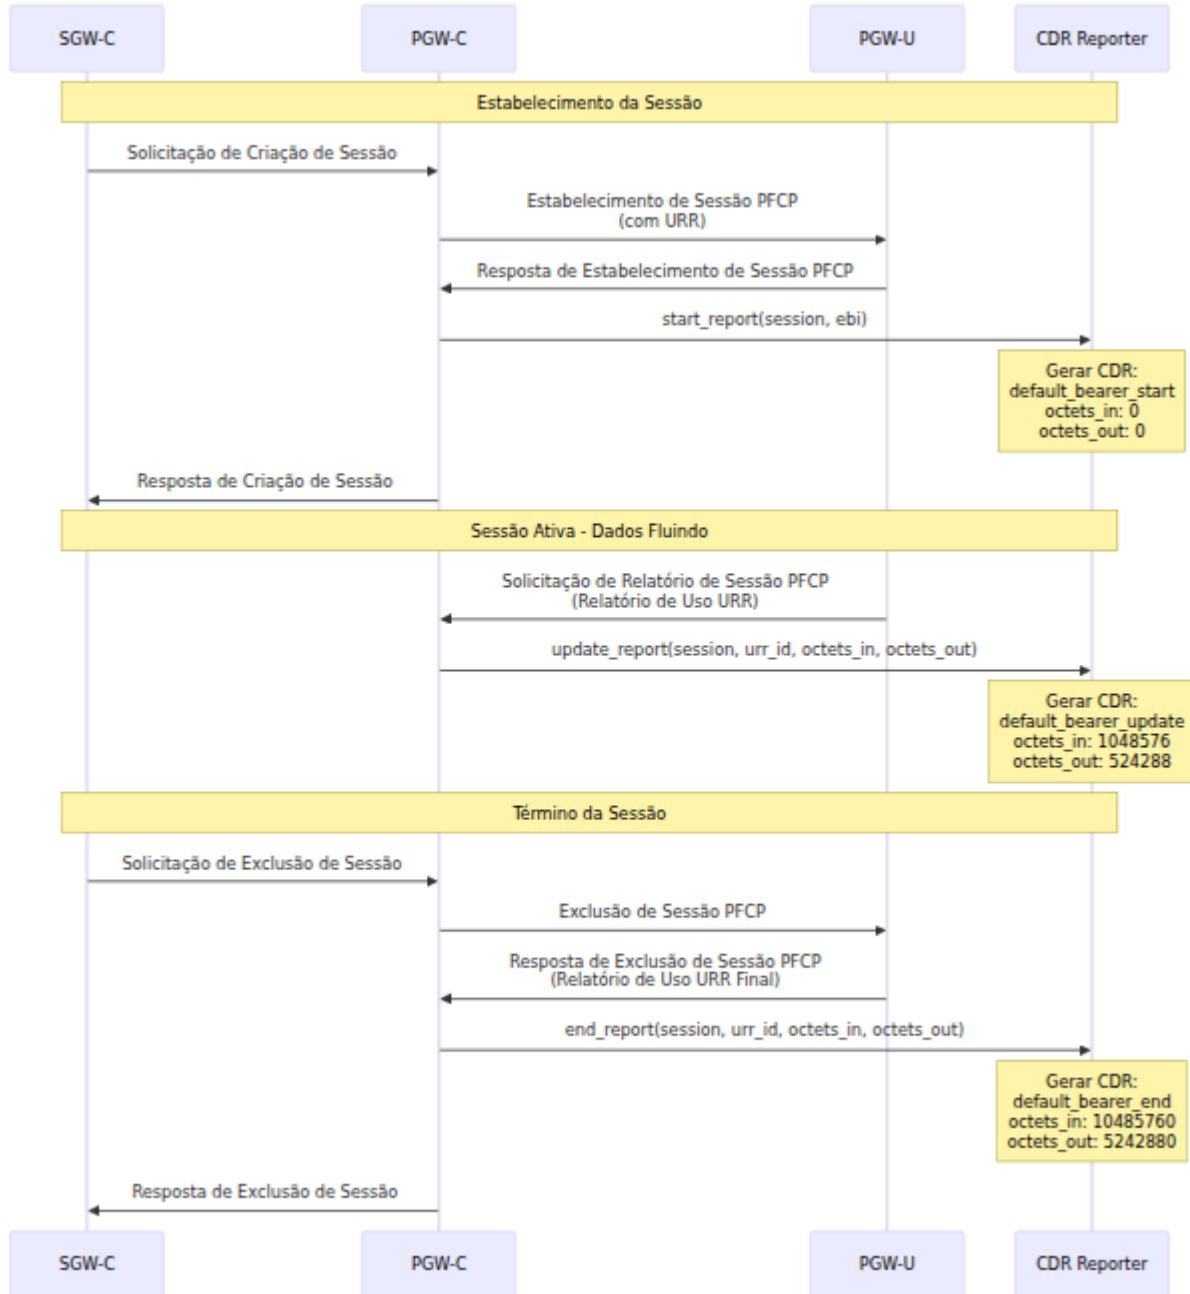 SGW-C
PGW-C
PGW-U
CDR Reporter
Estabelecimento da Sessão
Solicitação de Criação de Sessão
Estabelecimento de Sessão PFCP
(com URR)
Resposta de Estabelecimento de Sessão PFCP
start_report(session, ebi)
Gerar CDR:
default_bearer_start
octets_in: 0
octets_out: 0
Resposta de Criação de Sessão
Sessão Ativa - Dados Fluindo
Solicitação de Relatório de Sessão PFCP
(Relatório de Uso URR)
update_report(session, urr_id, octets_in, octets_out)
Gerar CDR:
default_bearer_update
octets_in: 1048576
octets_out: 524288
Término da Sessão
Solicitação de Exclusão de Sessão
Exclusão de Sessão PFCP
Resposta de Exclusão de Sessão PFCP
(Relatório de Uso URR Final)
end_report(session, urr_id, octets_in, octets_out)
Gerar CDR:
default_bearer_end
octets_in: 10485760
octets_out: 5242880
Resposta de Exclusão de Sessão
SGW-C
PGW-C
PGW-U
CDR Reporter